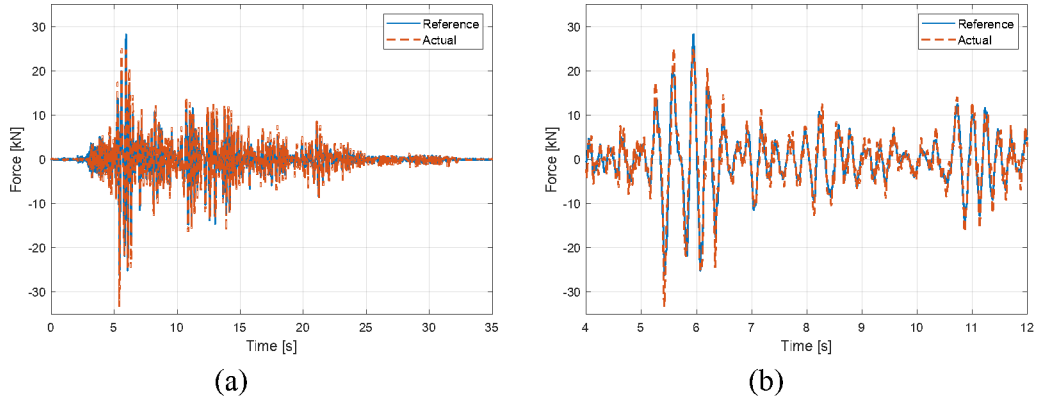 Reference
Actual
30
20
10
0
-10
-20
-30
Force [kN]
0 5 10 15 20 25 30 35
Time [s]
(a)
Reference
Actual
30
20
10
0
-10
-20
-30
Force [kN]
4 5 6 7 8 9 10 11 12
Time [s]
(b)